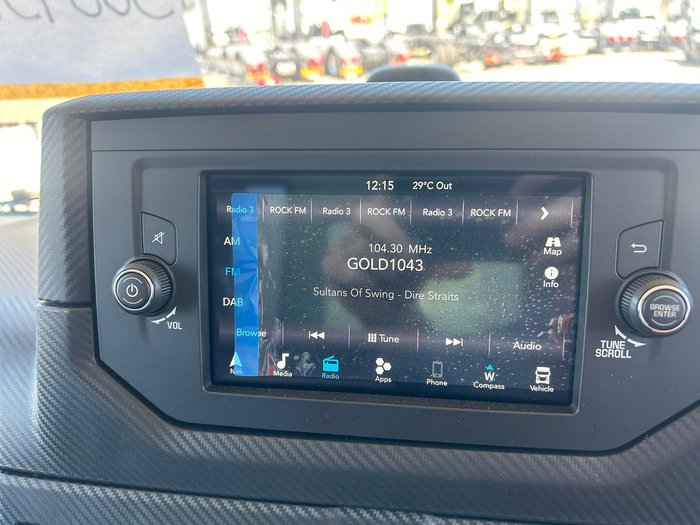 12:15 29°C Out
Radio 3 ROCK FM Radio 3 ROCK FM Radio 3 ROCK FM
AM
FM
DAB
104.30 MHz
GOLD1043
Sultans Of Swing - Dire Straits
Map
Info
Browse Tune Audio
Media Radio Apps Phone W Compass Vehicle
VOL
BROWSE
ENTER
TUNE
SCROLL